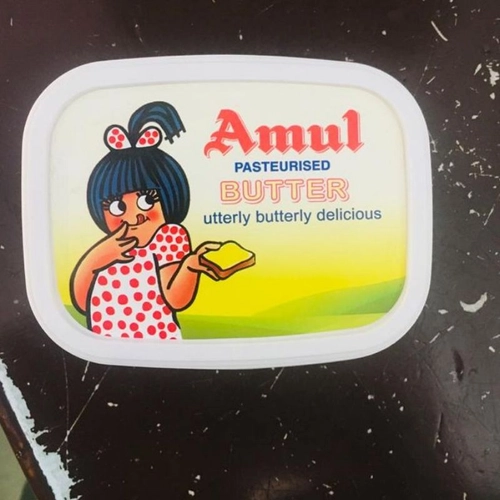 Amul
PASTEURISED
BUTTER
utterly butterly delicious